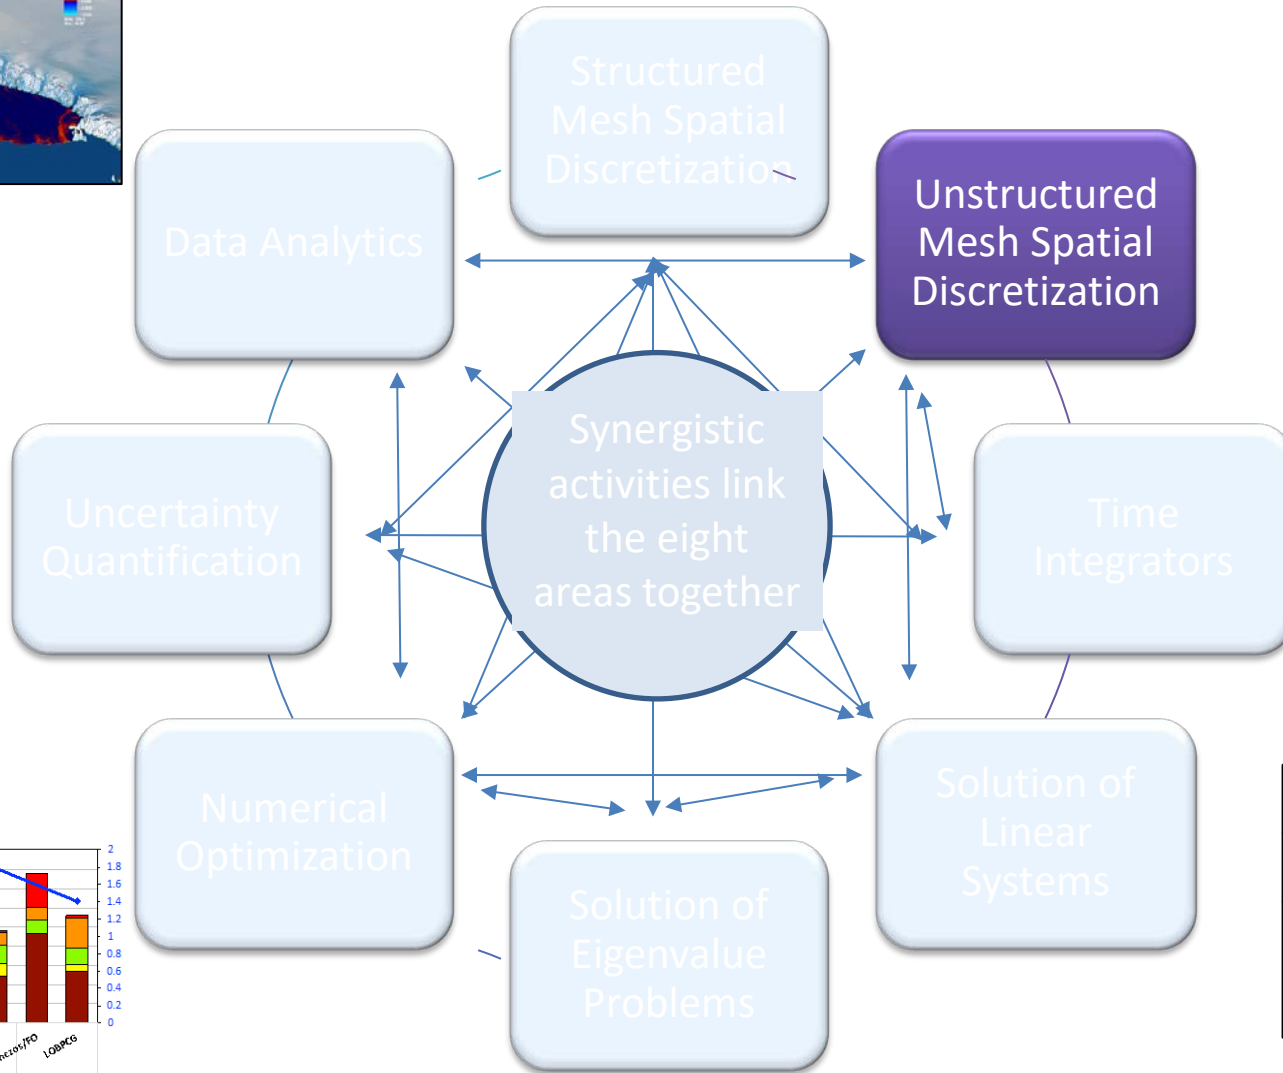 Structured
Mesh Spatial
Discretization
Data Analytics
Unstructured
Mesh Spatial
Discretization
Synergistic
activities link
the eight
areas together
Uncertainty
Quantification
Time
Integrators
Numerical
Optimization
Solution of
Linear
Systems
Solution of
Eigenvalue
Problems
2
1.8
1.6
1.4
1.2
1
0.8
0.6
0.4
0.2
0
LOBPCG